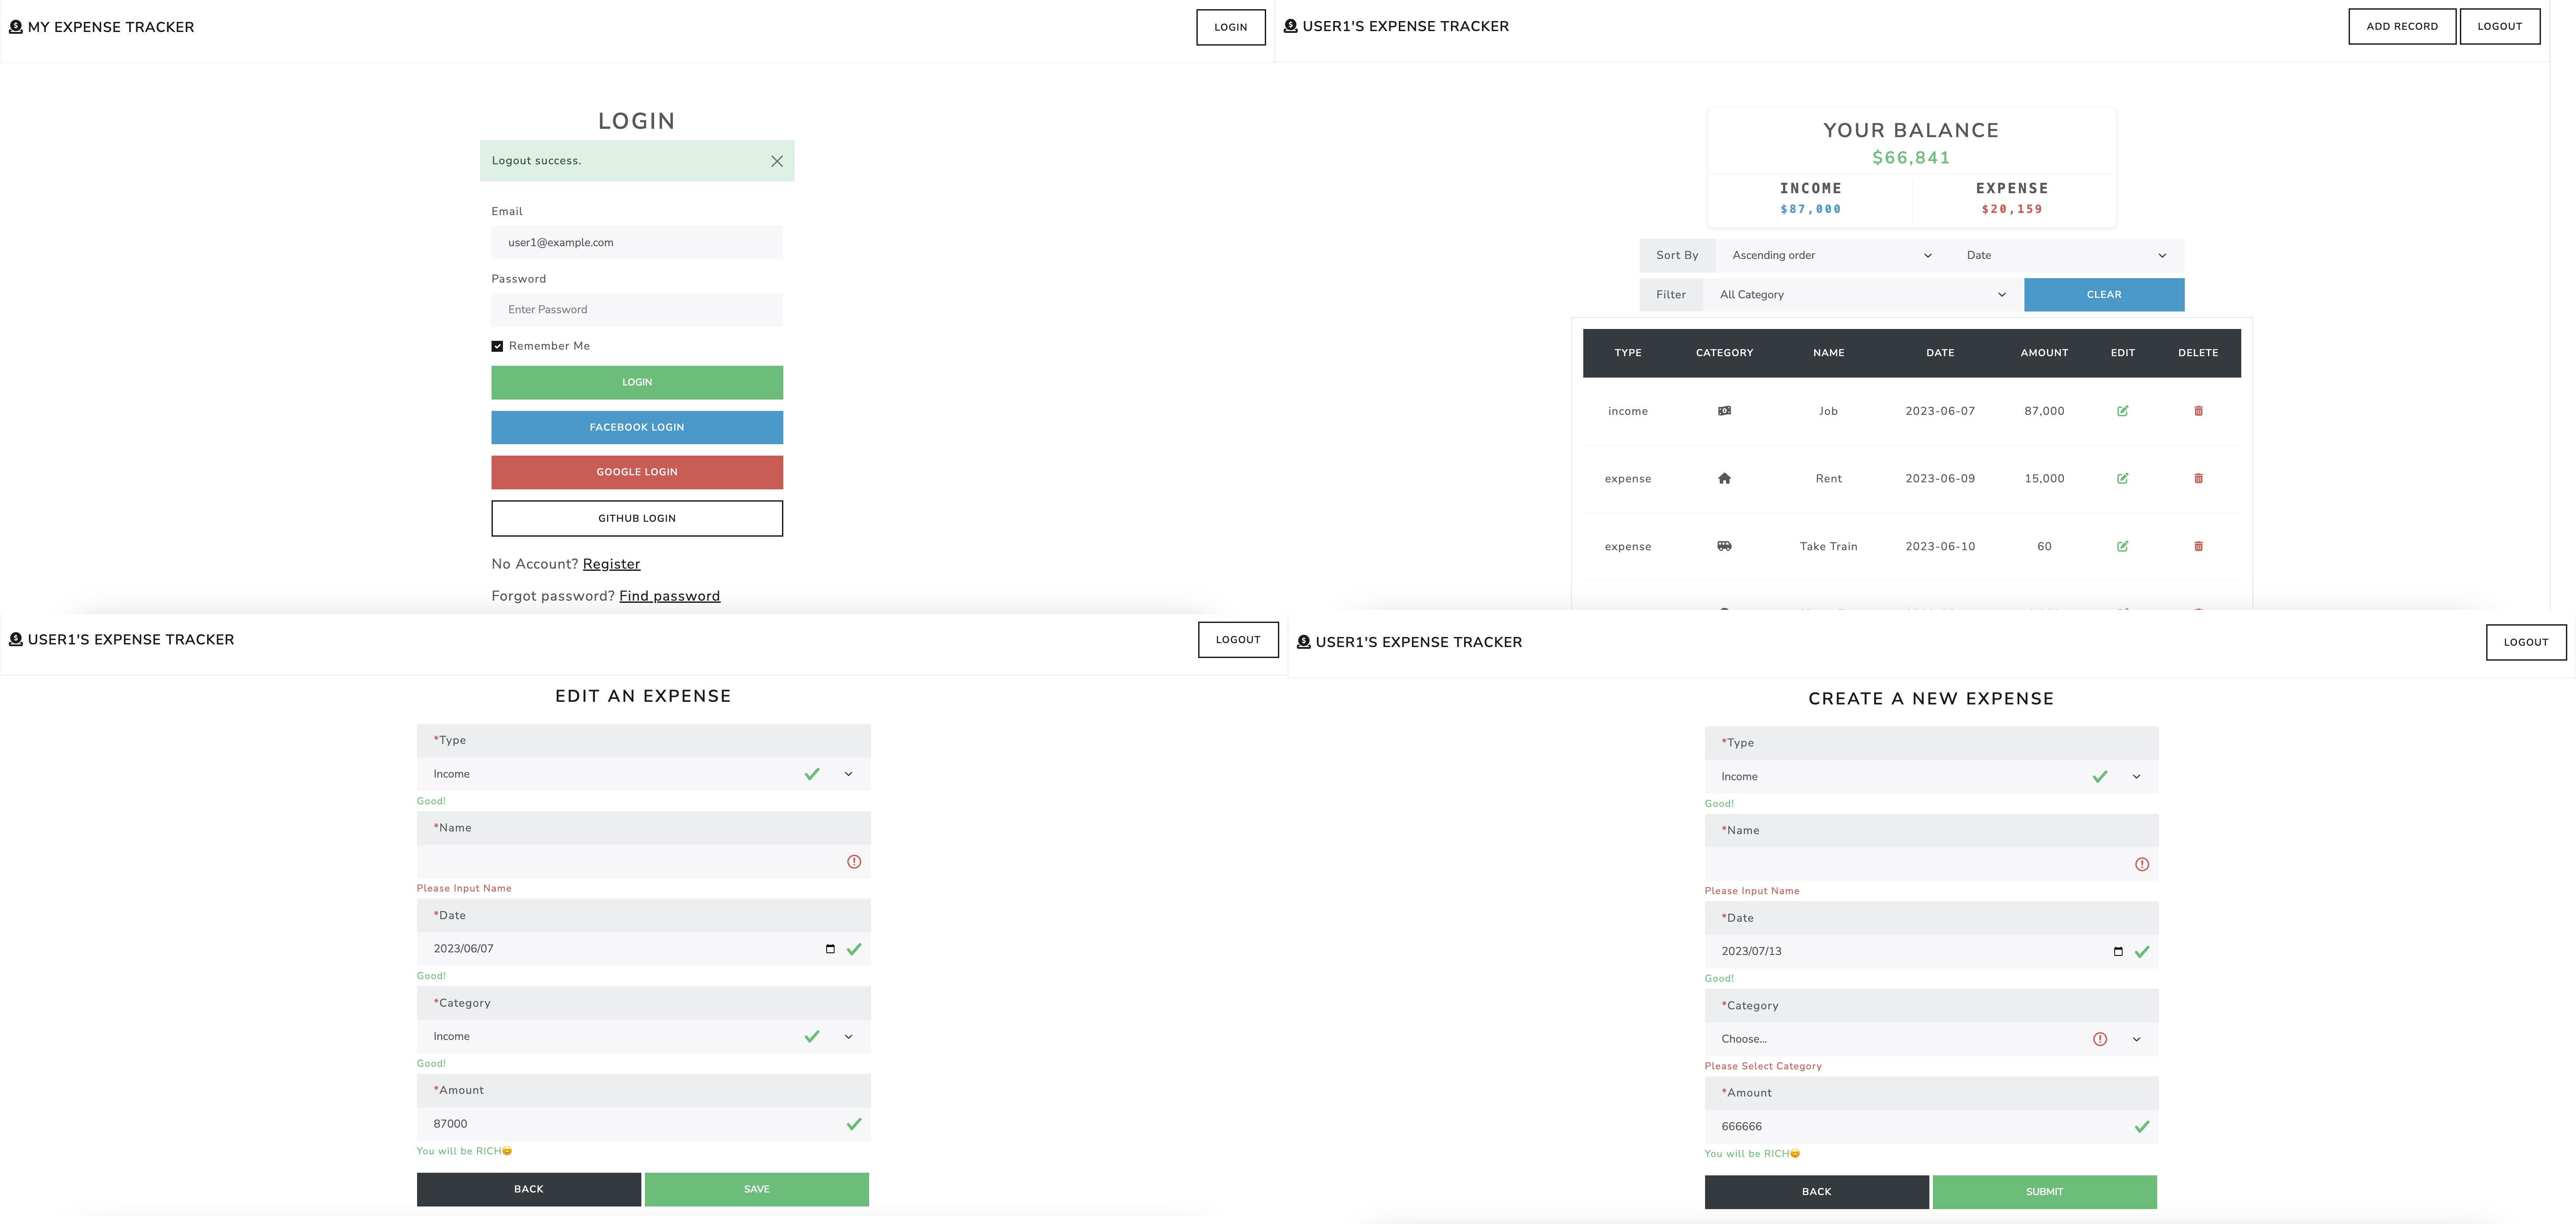 MY EXPENSE TRACKER
LOGIN
LOGIN
Logout success.
Email
user1@example.com
Password
Enter Password
Remember Me
LOGIN
FACEBOOK LOGIN
GOOGLE LOGIN
GITHUB LOGIN
No Account? Register
Forgot password? Find password
USER1'S EXPENSE TRACKER
ADD RECORD LOGOUT
YOUR BALANCE
$66,841
INCOME EXPENSE
$87,000 $20,159
Sort By Ascending order Date
Filter All Category CLEAR
TYPE CATEGORY NAME DATE AMOUNT EDIT DELETE
income Job 2023-06-07 87,000
expense Rent 2023-06-09 15,000
expense Take Train 2023-06-10 60
USER1'S EXPENSE TRACKER
LOGOUT
EDIT AN EXPENSE
*Type
Income
Good!
*Name
Please Input Name
*Date
2023/06/07
Good!
*Category
Income
Good!
*Amount
87000
You will be RICH😊
BACK SAVE
USER1'S EXPENSE TRACKER
LOGOUT
CREATE A NEW EXPENSE
*Type
Income
Good!
*Name
Please Input Name
*Date
2023/07/13
Good!
*Category
Choose...
Please Select Category
*Amount
666666
You will be RICH😊
BACK SUBMIT